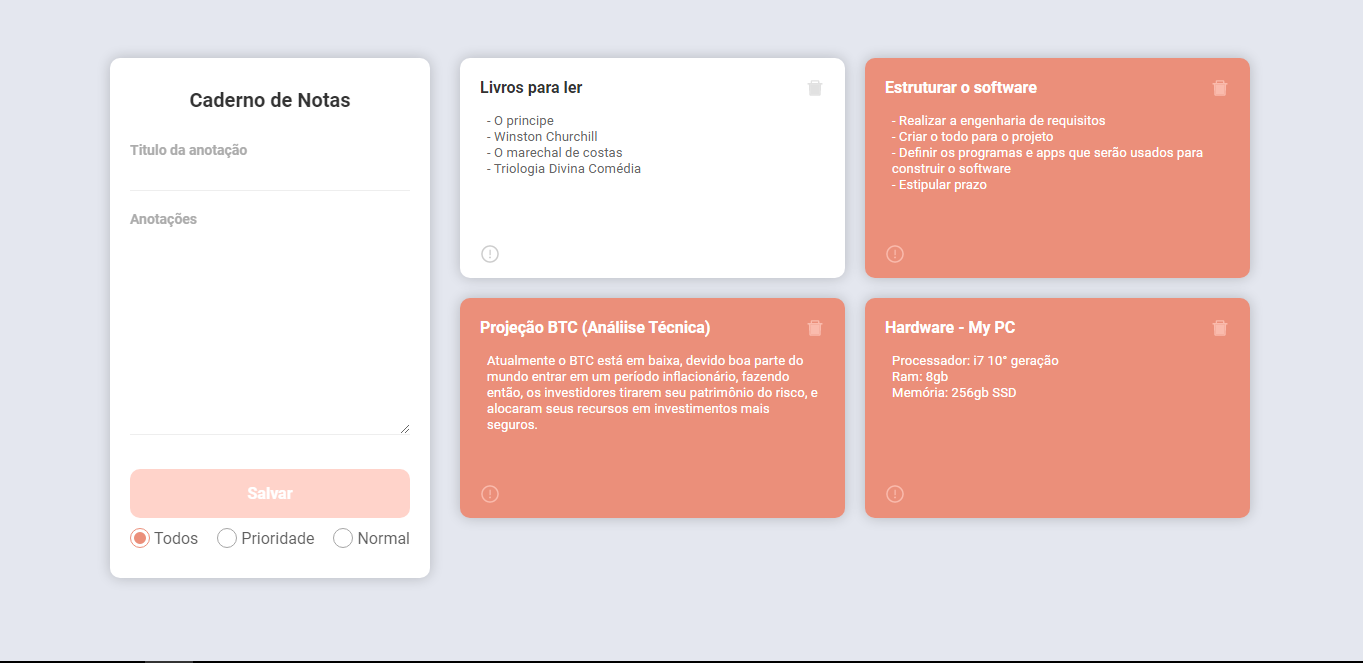 Caderno de Notas
Titulo da anotação
Anotações
Salvar
Todos
Prioridade
Normal
Livros para ler
- O principe
- Winston Churchill
- O marechal de costas
- Triologia Divina Comédia
Estruturar o software
- Realizar a engenharia de requisitos
- Criar o todo para o projeto
- Definir os programas e apps que serão usados para
construir o software
- Estipular prazo
Projeção BTC (Análiise Técnica)
Atualmente o BTC está em baixa, devido boa parte do
mundo entrar em um período inflacionário, fazendo
então, os investidores tirarem seu patrimônio do risco, e
alocaram seus recursos em investimentos mais
seguros.
Hardware - My PC
Processador: i7 10° geração
Ram: 8gb
Memória: 256gb SSD